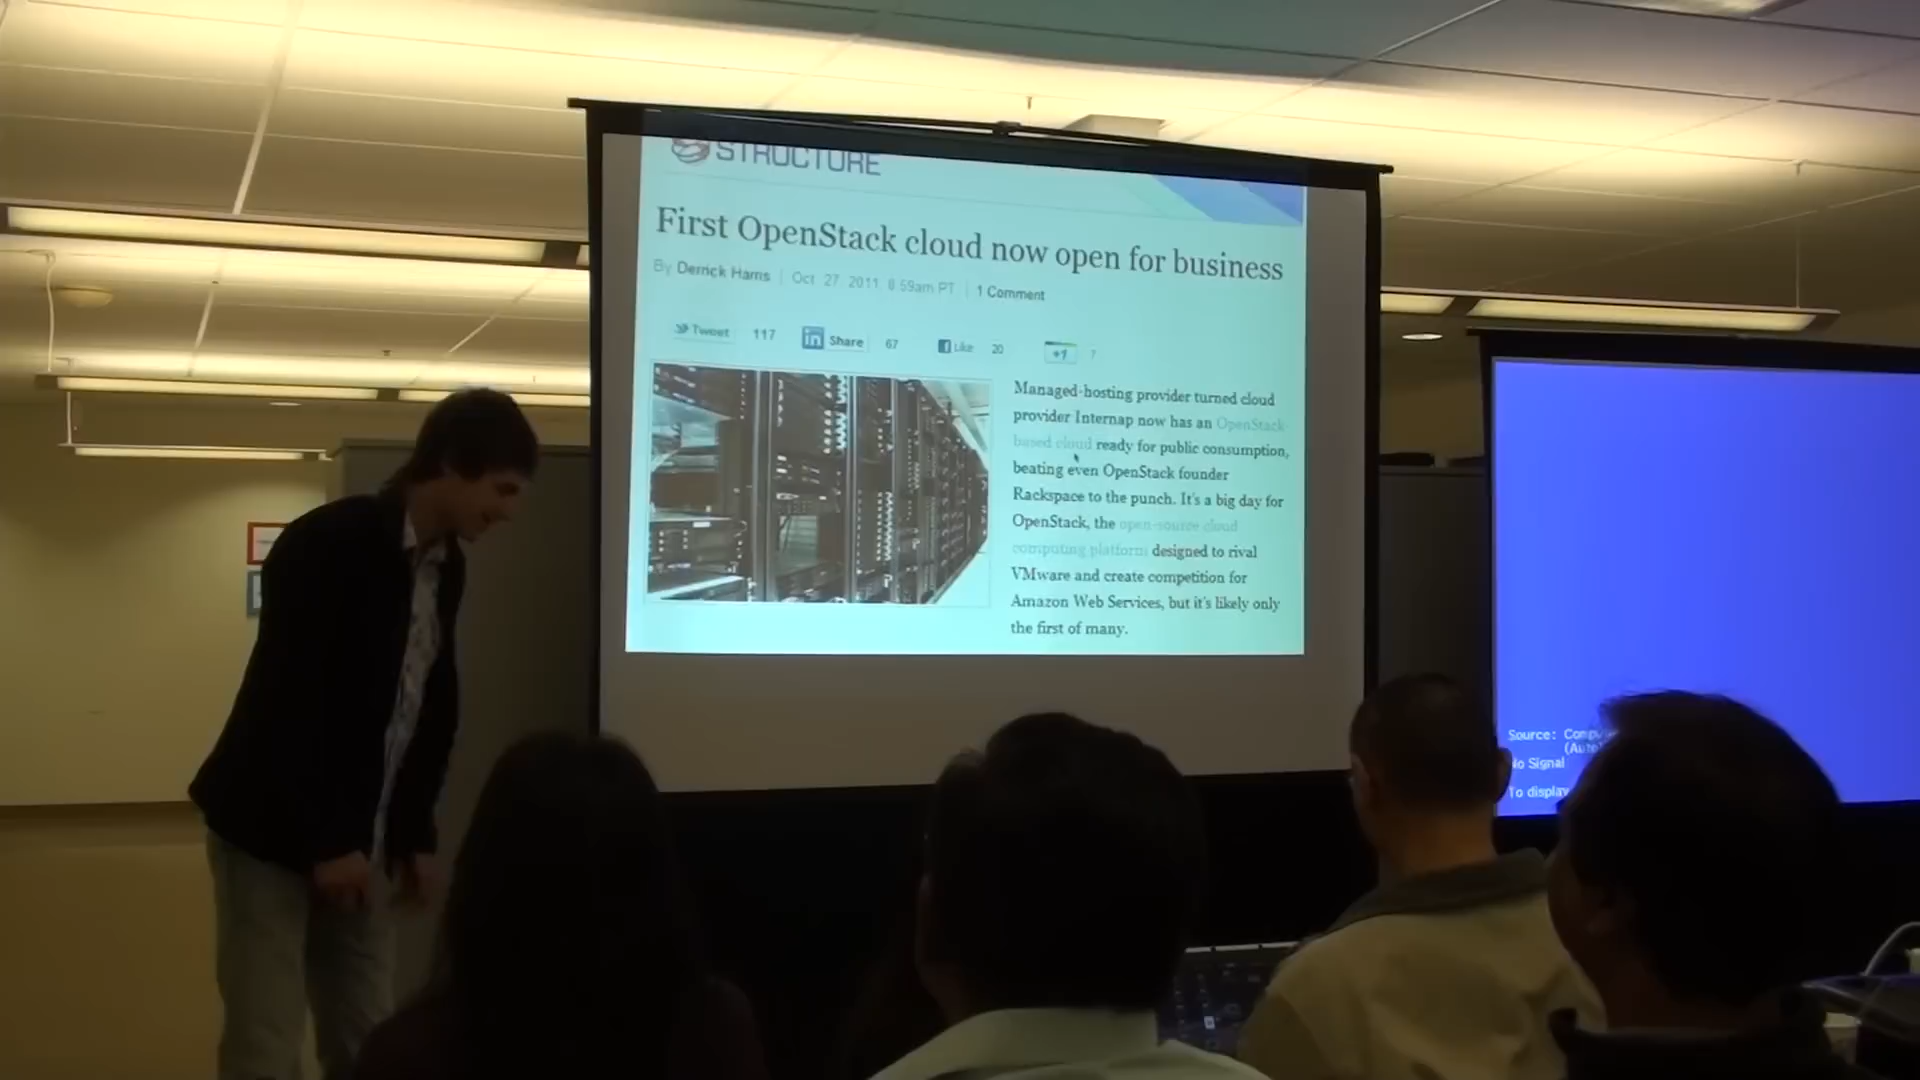 STRUCTURE
First OpenStack cloud now open for business
By Derrick Harris | Oct. 27, 2011, 8:59am PT | 1 Comment
Tweet 117 in Share 67 f Like 20 +1 7
Managed-hosting provider turned cloud
provider Internap now has an OpenStack-
based cloud ready for public consumption,
beating even OpenStack founder
Rackspace to the punch. It's a big day for
OpenStack, the open-source cloud
computing platform designed to rival
VMware and create competition for
Amazon Web Services, but it's likely only
the first of many.
Source:
(Auto)
No Signal
To display